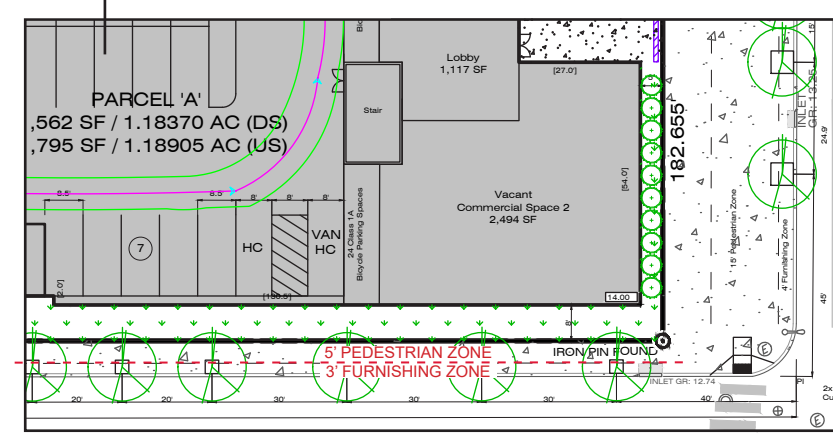 PARCEL 'A'
,562 SF / 1.18370 AC (DS)
,795 SF / 1.18905 AC (US)
Lobby
1,117 SF
[27.0']
Stair
Vacant
Commercial Space 2
2,494 SF
[54.0']
14.00
24 Class 1A
Bicycle Parking Spaces
8.5'
8.5'
8'
8'
8'
7
HC
VAN
HC
[2.0']
182.655'
15' Pedestrian Zone
4' Furnishing Zone
INLET
GR: 13.26
15'
24.9'
45'
8'
5' PEDESTRIAN ZONE
3' FURNISHING ZONE
IRON PIN FOUND
INLET GR: 12.74
PI
E
E
20'
20'
30'
30'
30'
40'
2x